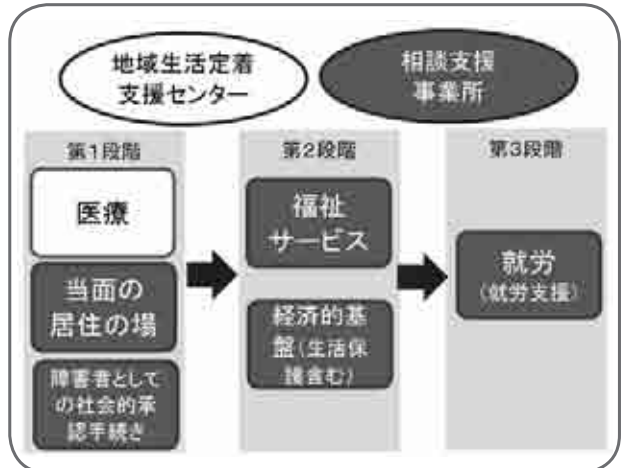 地域生活定着
支援センター
相談支援
事業所
第1段階
医療
当面の
居住の場
障害者として
の社会的承
認手続き
第2段階
福祉
サービス
経済的基
盤(生活保
護含む)
第3段階
就労
(就労支援)